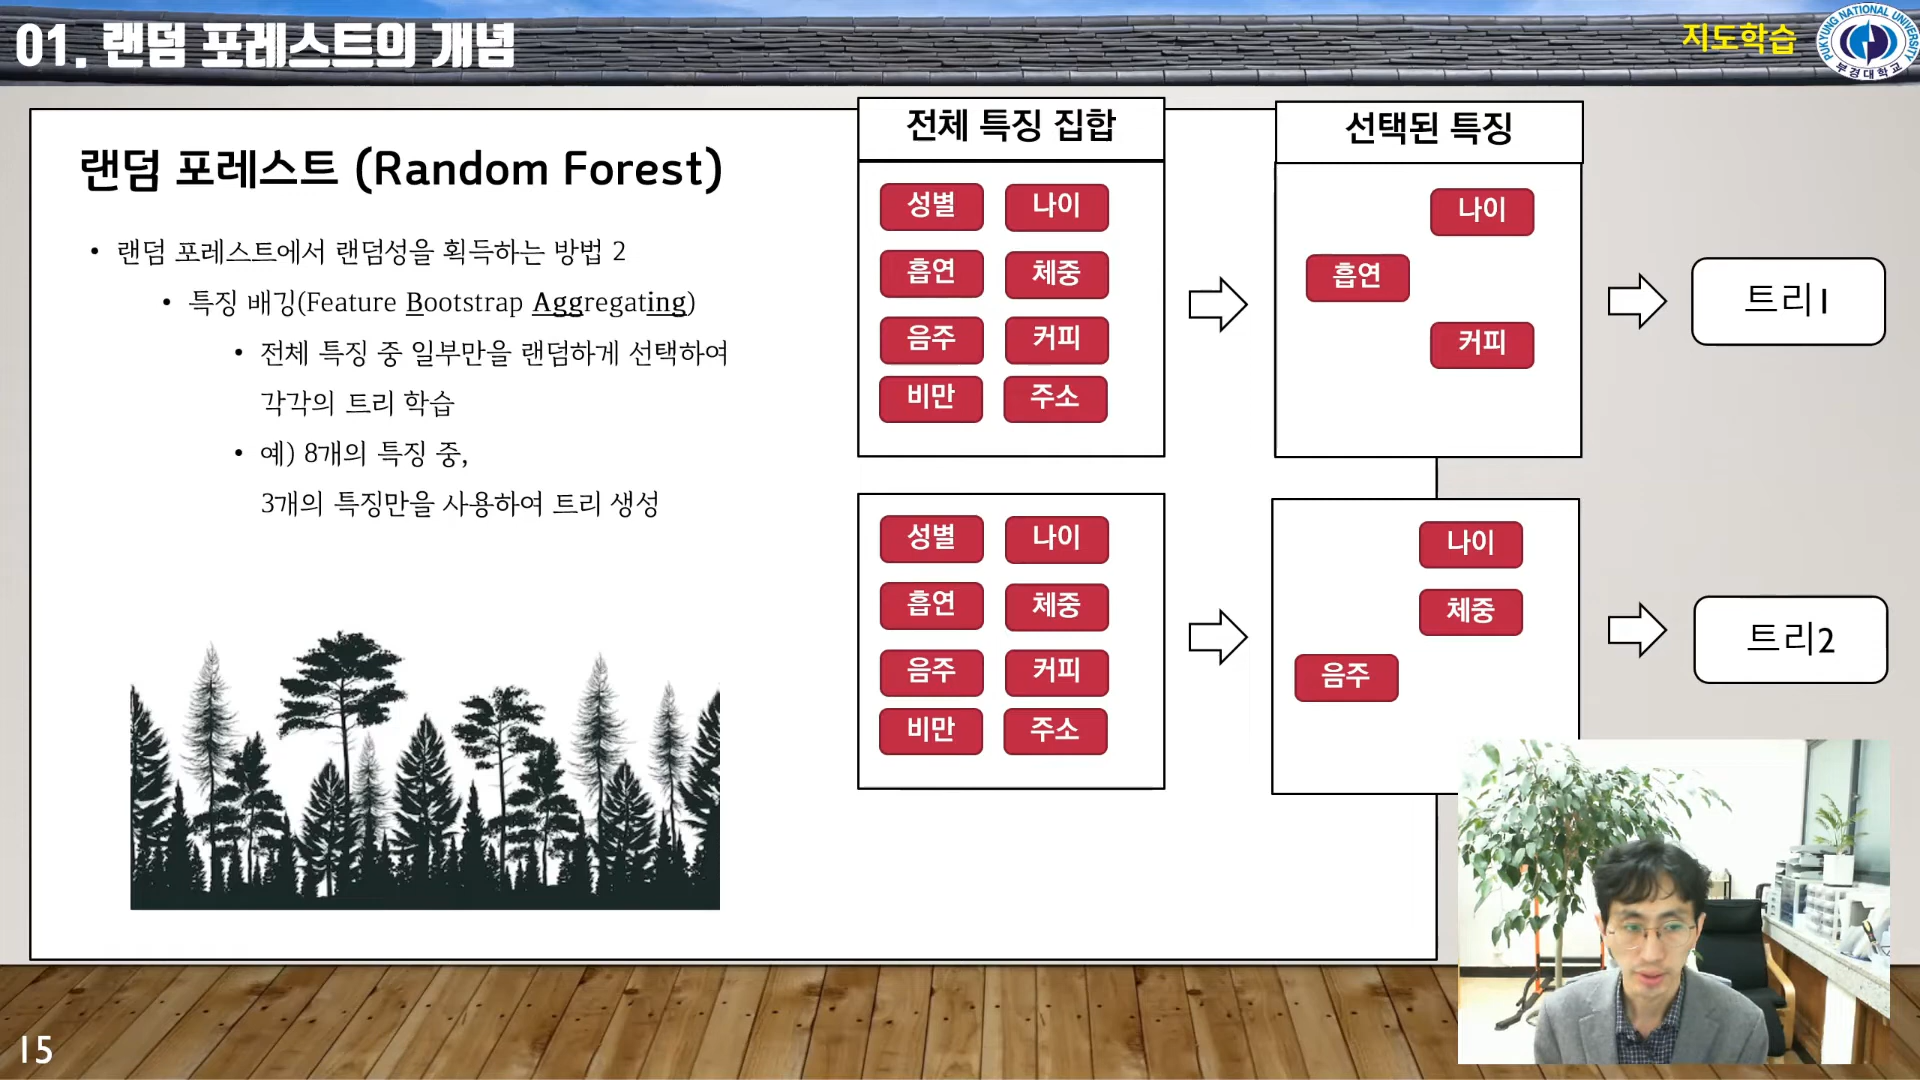 01. 랜덤 포레스트의 개념
지도학습
PUKYUNG NATIONAL UNIVERSITY
부경대학교
랜덤 포레스트 (Random Forest)
• 랜덤 포레스트에서 랜덤성을 획득하는 방법 2
• 특징 배깅(Feature Bootstrap Aggregating)
• 전체 특징 중 일부만을 랜덤하게 선택하여
각각의 트리 학습
• 예) 8개의 특징 중,
3개의 특징만을 사용하여 트리 생성
전체 특징 집합
성별 나이
흡연 체중
음주 커피
비만 주소
선택된 특징
나이
흡연
커피
트리1
성별 나이
흡연 체중
음주 커피
비만 주소
나이
체중
음주
트리2
15